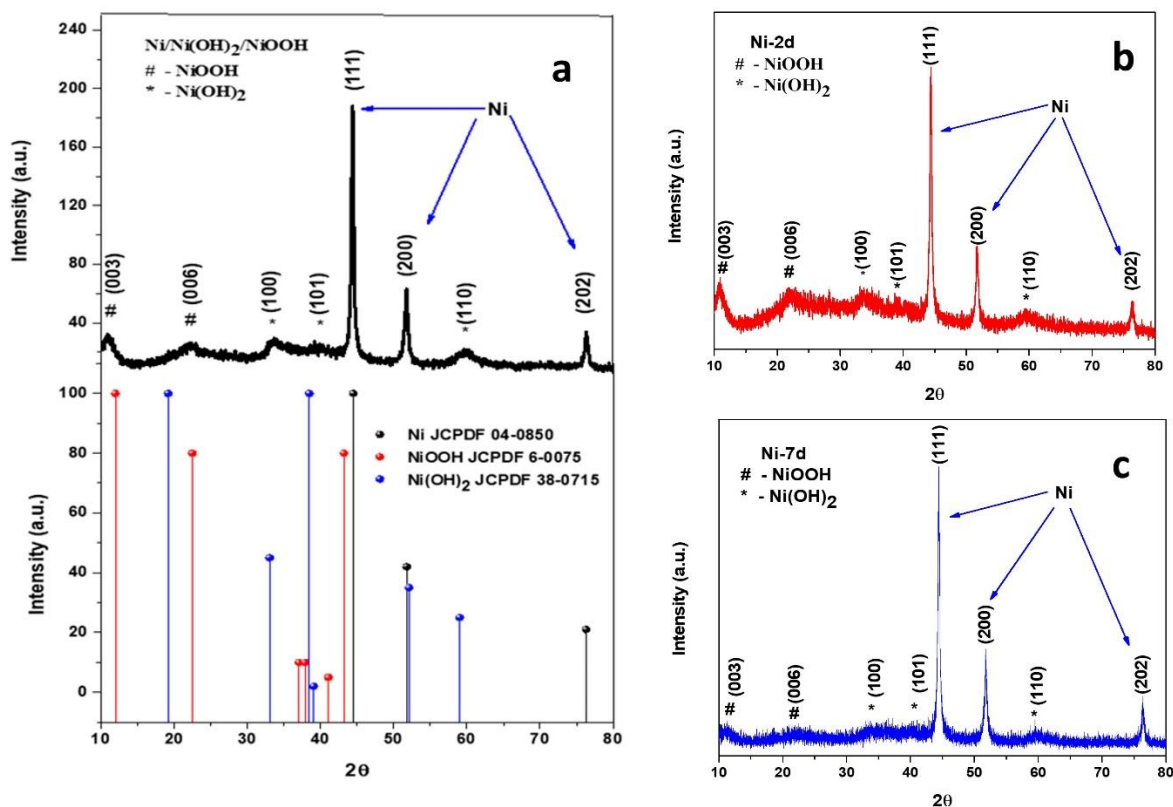 240
200
160
120
80
40
Intensity (a.u.)
Ni/Ni(OH)2/NiOOH
# - NiOOH
* - Ni(OH)2
a
Ni
# (003)
# (006)
* (100)
* (101)
(111)
(200)
* (110)
(202)
100
80
60
40
20
0
Intensity (a.u.)
Ni JCPDF 04-0850
NiOOH JCPDF 6-0075
Ni(OH)2 JCPDF 38-0715
10 20 30 40 50 60 70 80
2θ
Ni-2d
# - NiOOH
* - Ni(OH)2
b
Ni
Intensity (a.u.)
# (003)
# (006)
* (100)
* (101)
(111)
(200)
* (110)
(202)
10 20 30 40 50 60 70 80
2θ
Ni-7d
# - NiOOH
* - Ni(OH)2
c
Ni
Intensity (a.u.)
# (003)
# (006)
* (100)
* (101)
(111)
(200)
* (110)
(202)
10 20 30 40 50 60 70 80
2θ